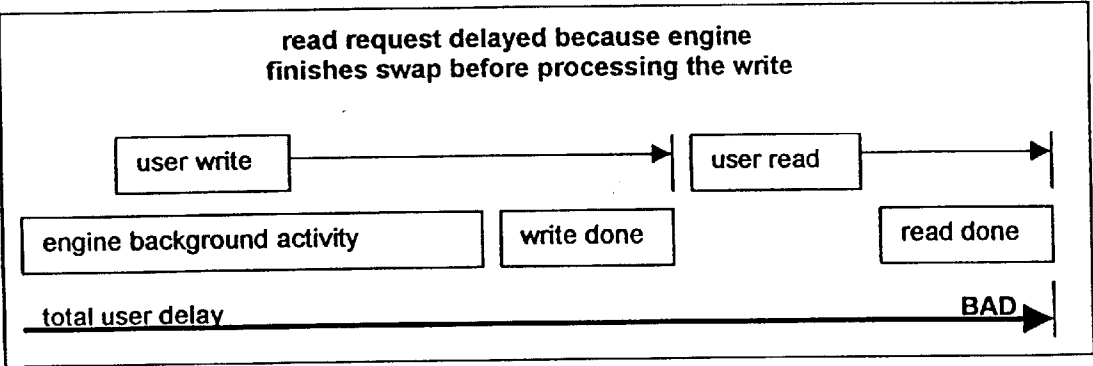 read request delayed because engine
finishes swap before processing the write
user write
user read
engine background activity
write done
read done
total user delay
BAD